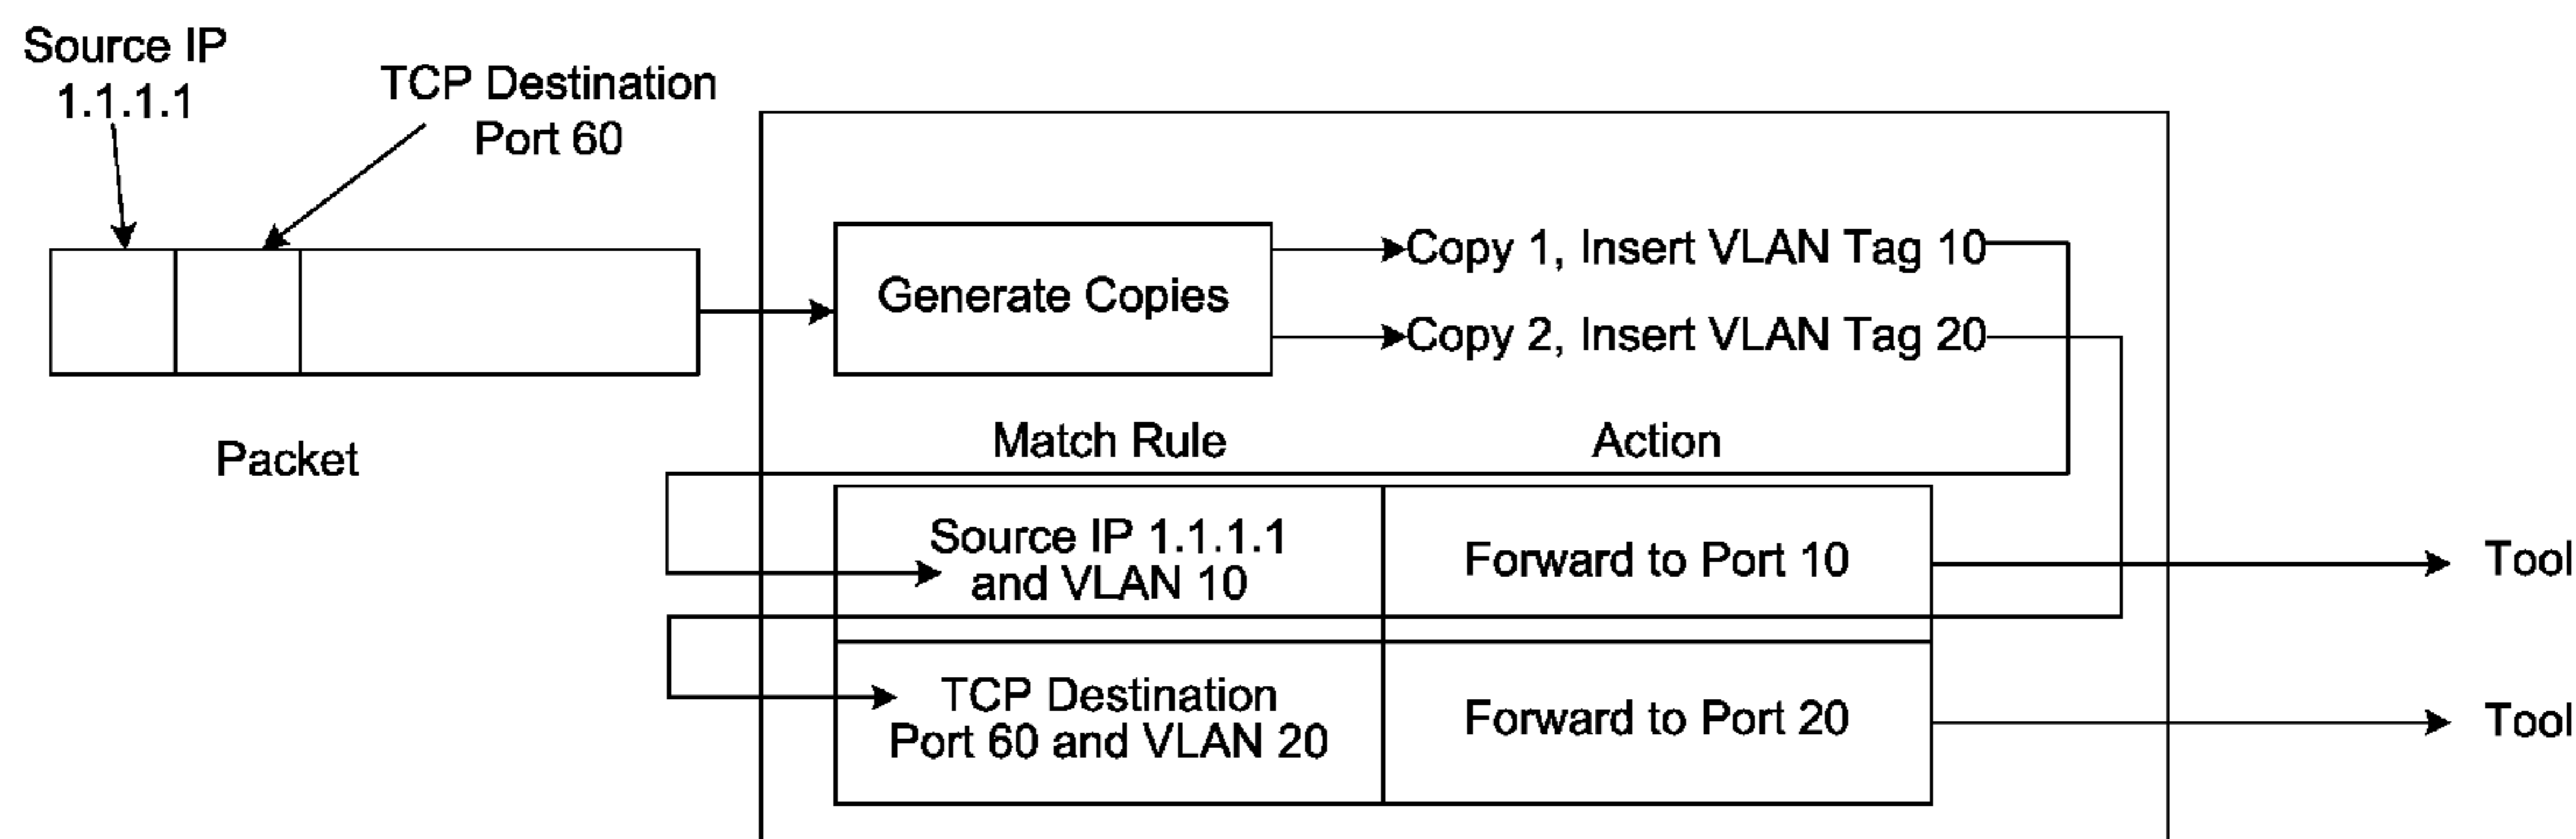 Source IP
1.1.1.1
TCP Destination
Port 60
Packet
Generate Copies
Copy 1, Insert VLAN Tag 10
Copy 2, Insert VLAN Tag 20
Match Rule
Action
Source IP 1.1.1.1
and VLAN 10
Forward to Port 10
Tool
TCP Destination
Port 60 and VLAN 20
Forward to Port 20
Tool